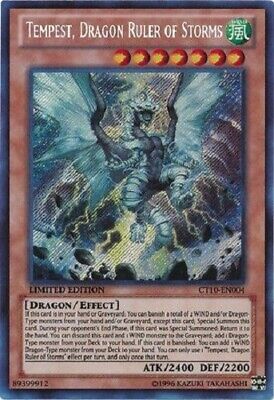 TEMPEST, DRAGON RULER OF STORMS
風
LIMITED EDITION
CT10-EN004
[DRAGON/EFFECT]
If this card is in your hand or Graveyard: You can banish a total of 2 WIND and/or Dragon-
Type monsters from your hand and/or Graveyard, except this card; Special Summon this
card. During your opponent's End Phase, if this card was Special Summoned: Return it to
the hand. You can discard this card and 1 WIND monster to the Graveyard; add 1
Dragon-Type monster from your Deck to your hand. If this card is banished: You can add 1 WIND
Dragon-Type monster from your Deck to your hand. You can only use 1 "Tempest, Dragon
Ruler of Storms" effect per turn, and only once that turn.
ATK/2400 DEF/2200
89399912
©1996 KAZUKI TAKAHASHI